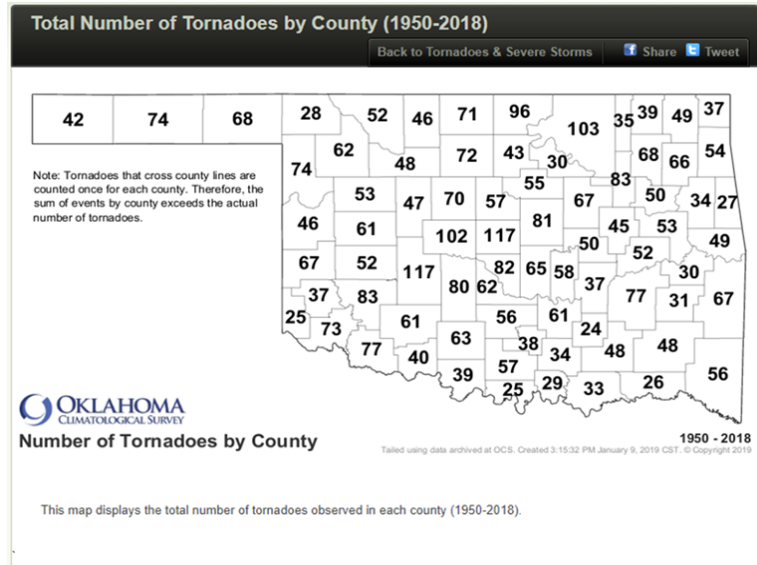 Total Number of Tornadoes by County (1950-2018)
Back to Tornadoes & Severe Storms Share Tweet
42 74 68 28 52 46 71 96 103 35 39 49 37
74 62 48 72 43 30 83 68 66 54
Note: Tornadoes that cross county lines are
counted once for each county. Therefore, the
sum of events by county exceeds the actual
number of tornadoes.
53 47 70 57 55 67 50 34 27
46 61 102 117 81 50 45 53 49
67 52 117 80 62 82 65 58 37 52 77 30 31 67
25 37 83 73 61 63 56 61 24
77 40 39 57 38 34 48 48 56
25 29 33 26
OKLAHOMA
CLIMATOLOGICAL SURVEY
Number of Tornadoes by County
1950 - 2018
Tailed using data archived at OCS. Created 3:15:32 PM January 9, 2019 CST. © Copyright 2019
This map displays the total number of tornadoes observed in each county (1950-2018).